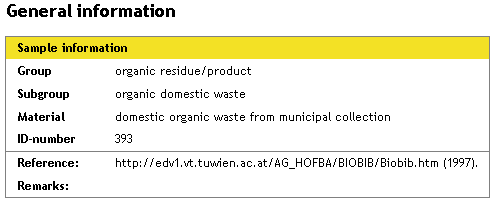 General information
Sample information
Group organic residue/product
Subgroup organic domestic waste
Material domestic organic waste from municipal collection
ID-number 393
Reference: http://edv1.vt.tuwien.ac.at/AG_HOFBA/BIOBIB/Biobib.htm (1997).
Remarks: